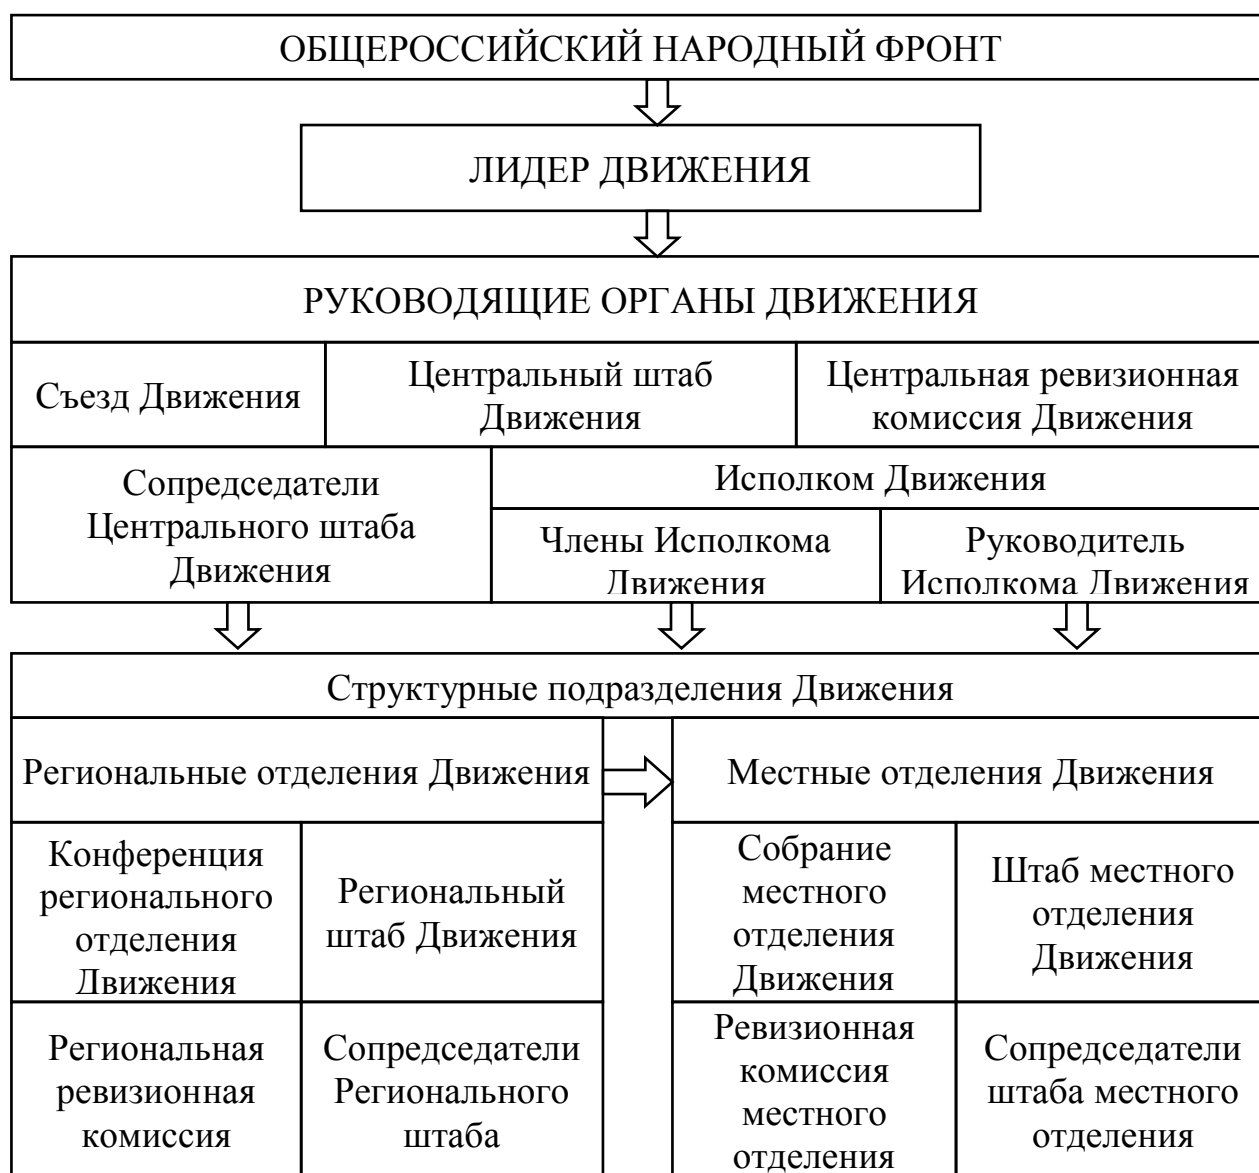 ОБЩЕРОССИЙСКИЙ НАРОДНЫЙ ФРОНТ
ЛИДЕР ДВИЖЕНИЯ
РУКОВОДЯЩИЕ ОРГАНЫ ДВИЖЕНИЯ
Съезд Движения
Центральный штаб
Движения
Центральная ревизионная
комиссия Движения
Сопредседатели
Центрального штаба
Движения
Исполком Движения
Члены Исполкома
Движения
Руководитель
Исполкома Движения
Структурные подразделения Движения
Региональные отделения Движения
Местные отделения Движения
Конференция
регионального
отделения
Движения
Региональный
штаб Движения
Собрание
местного
отделения
Движения
Штаб местного
отделения
Движения
Региональная
ревизионная
комиссия
Сопредседатели
Регионального
штаба
Ревизионная
комиссия
местного
отделения
Сопредседатели
штаба местного
отделения